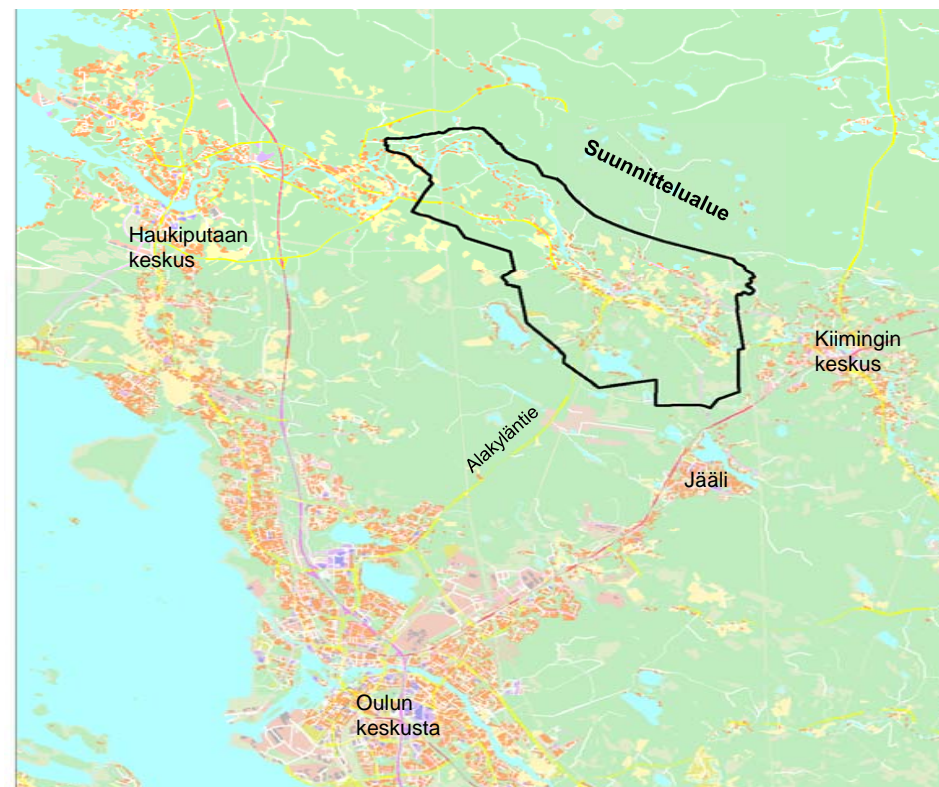 Suunnittelualue
Haukiputaan
keskus
Kiimingin
keskus
Alakyläntie
Jääli
Oulun
keskusta